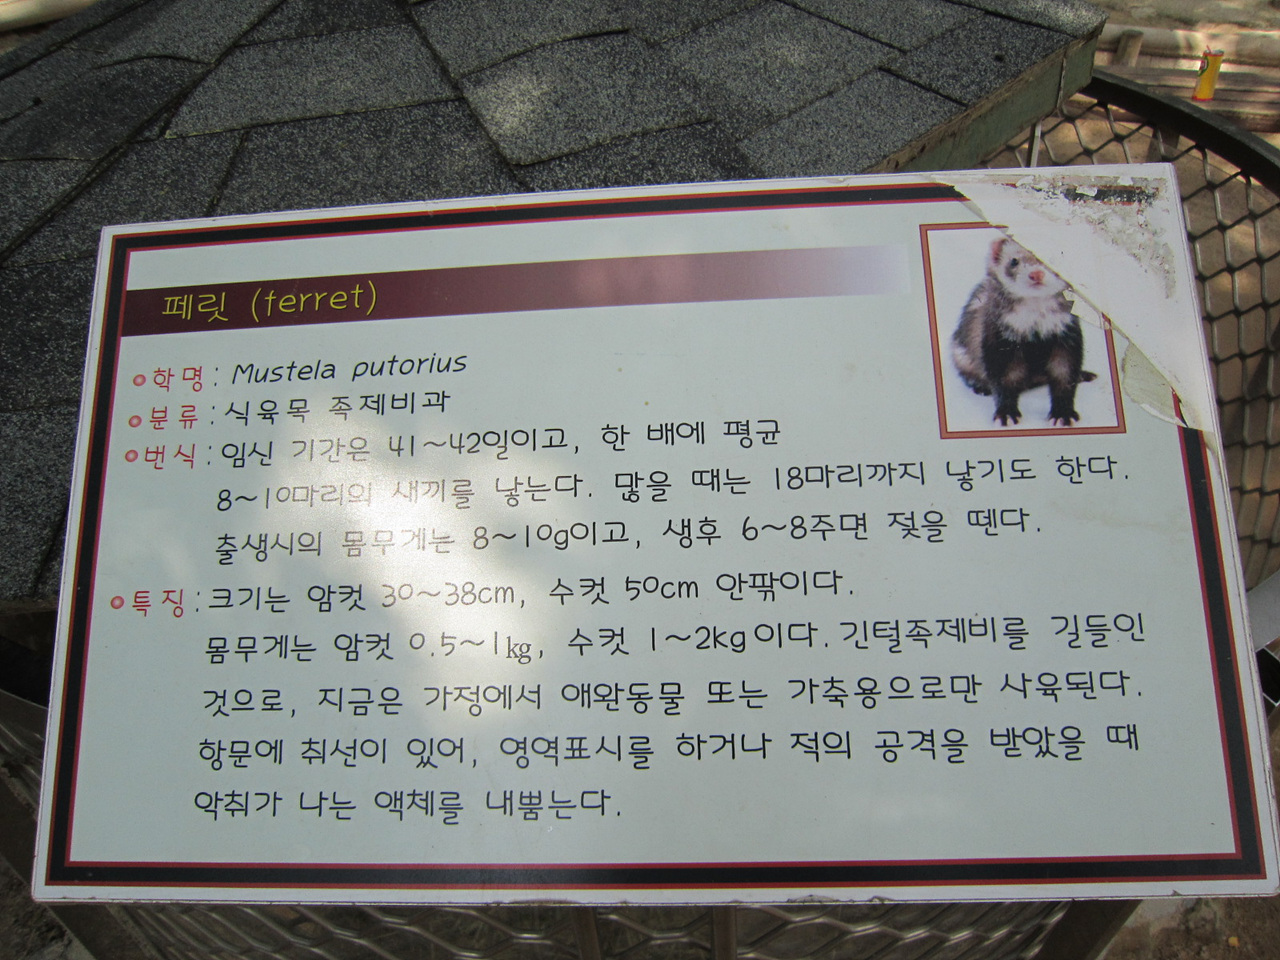 페릿 (terret)
학 명 : Mustela putorius
분 류 : 식육목 족제비과
번 식 : 임신 기간은 41~42일이고, 한 배에 평균
8~10마리의 새끼를 낳는다. 많을 때는 18마리까지 낳기도 한다.
출생시의 몸무게는 8~10g이고, 생후 6~8주면 젖을 뗀다.
특 징 : 크기는 암컷 30~38cm, 수컷 50cm 안팎이다.
몸무게는 암컷 0.5~1kg, 수컷 1~2kg이다. 긴털족제비를 길들인
것으로, 지금은 가정에서 애완동물 또는 가축용으로만 사육된다.
항문에 취선이 있어, 영역표시를 하거나 적의 공격을 받았을 때
악취가 나는 액체를 내뿜는다.